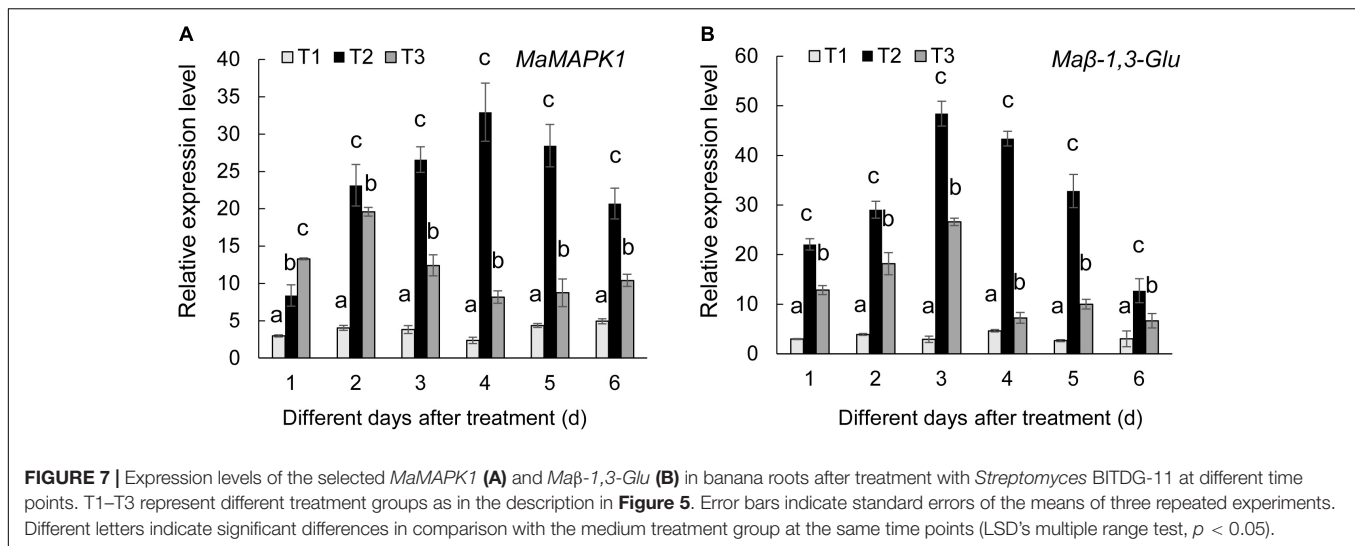 A
MaMAPK1
T1 T2 T3
Relative expression level
40
35
30
25
20
15
10
5
0
a b c
a c b
a c b
a c b
a c b
a c b
1 2 3 4 5 6
Different days after treatment (d)
B
Maβ-1,3-Glu
T1 T2 T3
Relative expression level
60
50
40
30
20
10
0
a c b
a c b
a c b
a c b
a c b
a c b
1 2 3 4 5 6
Different days after treatment (d)
FIGURE 7 | Expression levels of the selected MaMAPK1 (A) and Maβ-1,3-Glu (B) in banana roots after treatment with Streptomyces BITDG-11 at different time
points. T1–T3 represent different treatment groups as in the description in Figure 5. Error bars indicate standard errors of the means of three repeated experiments.
Different letters indicate significant differences in comparison with the medium treatment group at the same time points (LSD's multiple range test, p < 0.05).